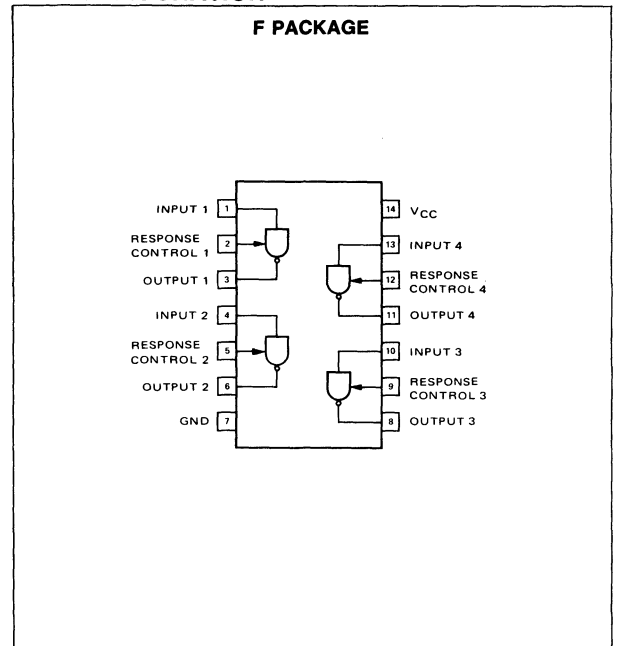 F PACKAGE
INPUT 1 1
RESPONSE
CONTROL 1 2
OUTPUT 1 3
INPUT 2 4
RESPONSE
CONTROL 2 5
OUTPUT 2 6
GND 7
14 VCC
13 INPUT 4
12 RESPONSE
CONTROL 4
11 OUTPUT 4
10 INPUT 3
9 RESPONSE
CONTROL 3
8 OUTPUT 3